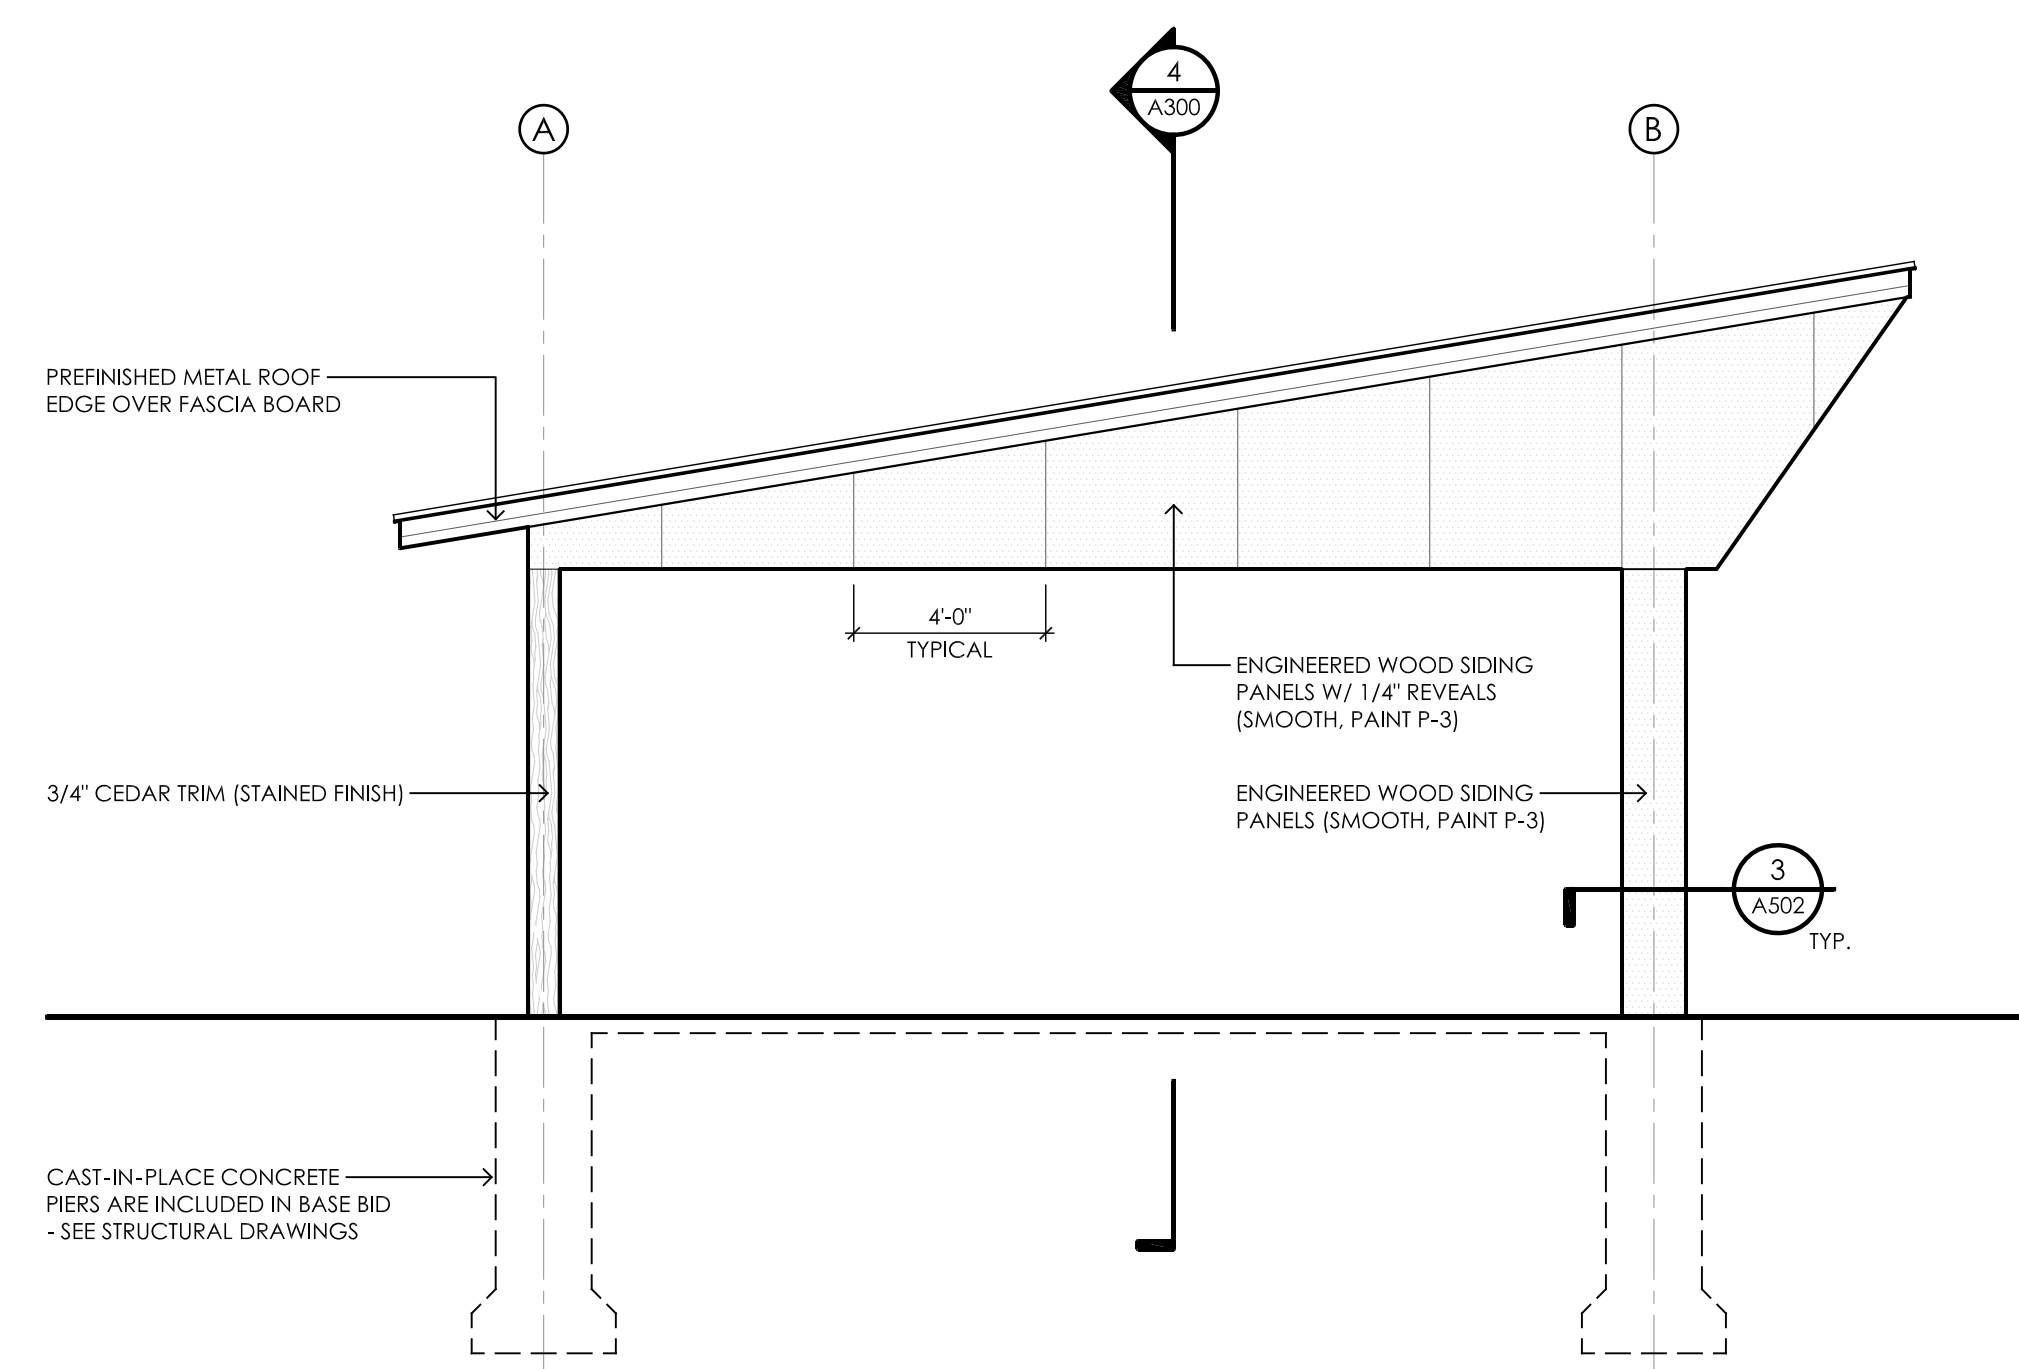 4
A300
A
B
PREFINISHED METAL ROOF
EDGE OVER FASCIA BOARD
4'-0"
TYPICAL
ENGINEERED WOOD SIDING
PANELS W/ 1/4" REVEALS
(SMOOTH, PAINT P-3)
3/4" CEDAR TRIM (STAINED FINISH)
ENGINEERED WOOD SIDING
PANELS (SMOOTH, PAINT P-3)
3
A502
TYP.
CAST-IN-PLACE CONCRETE
PIERS ARE INCLUDED IN BASE BID
- SEE STRUCTURAL DRAWINGS